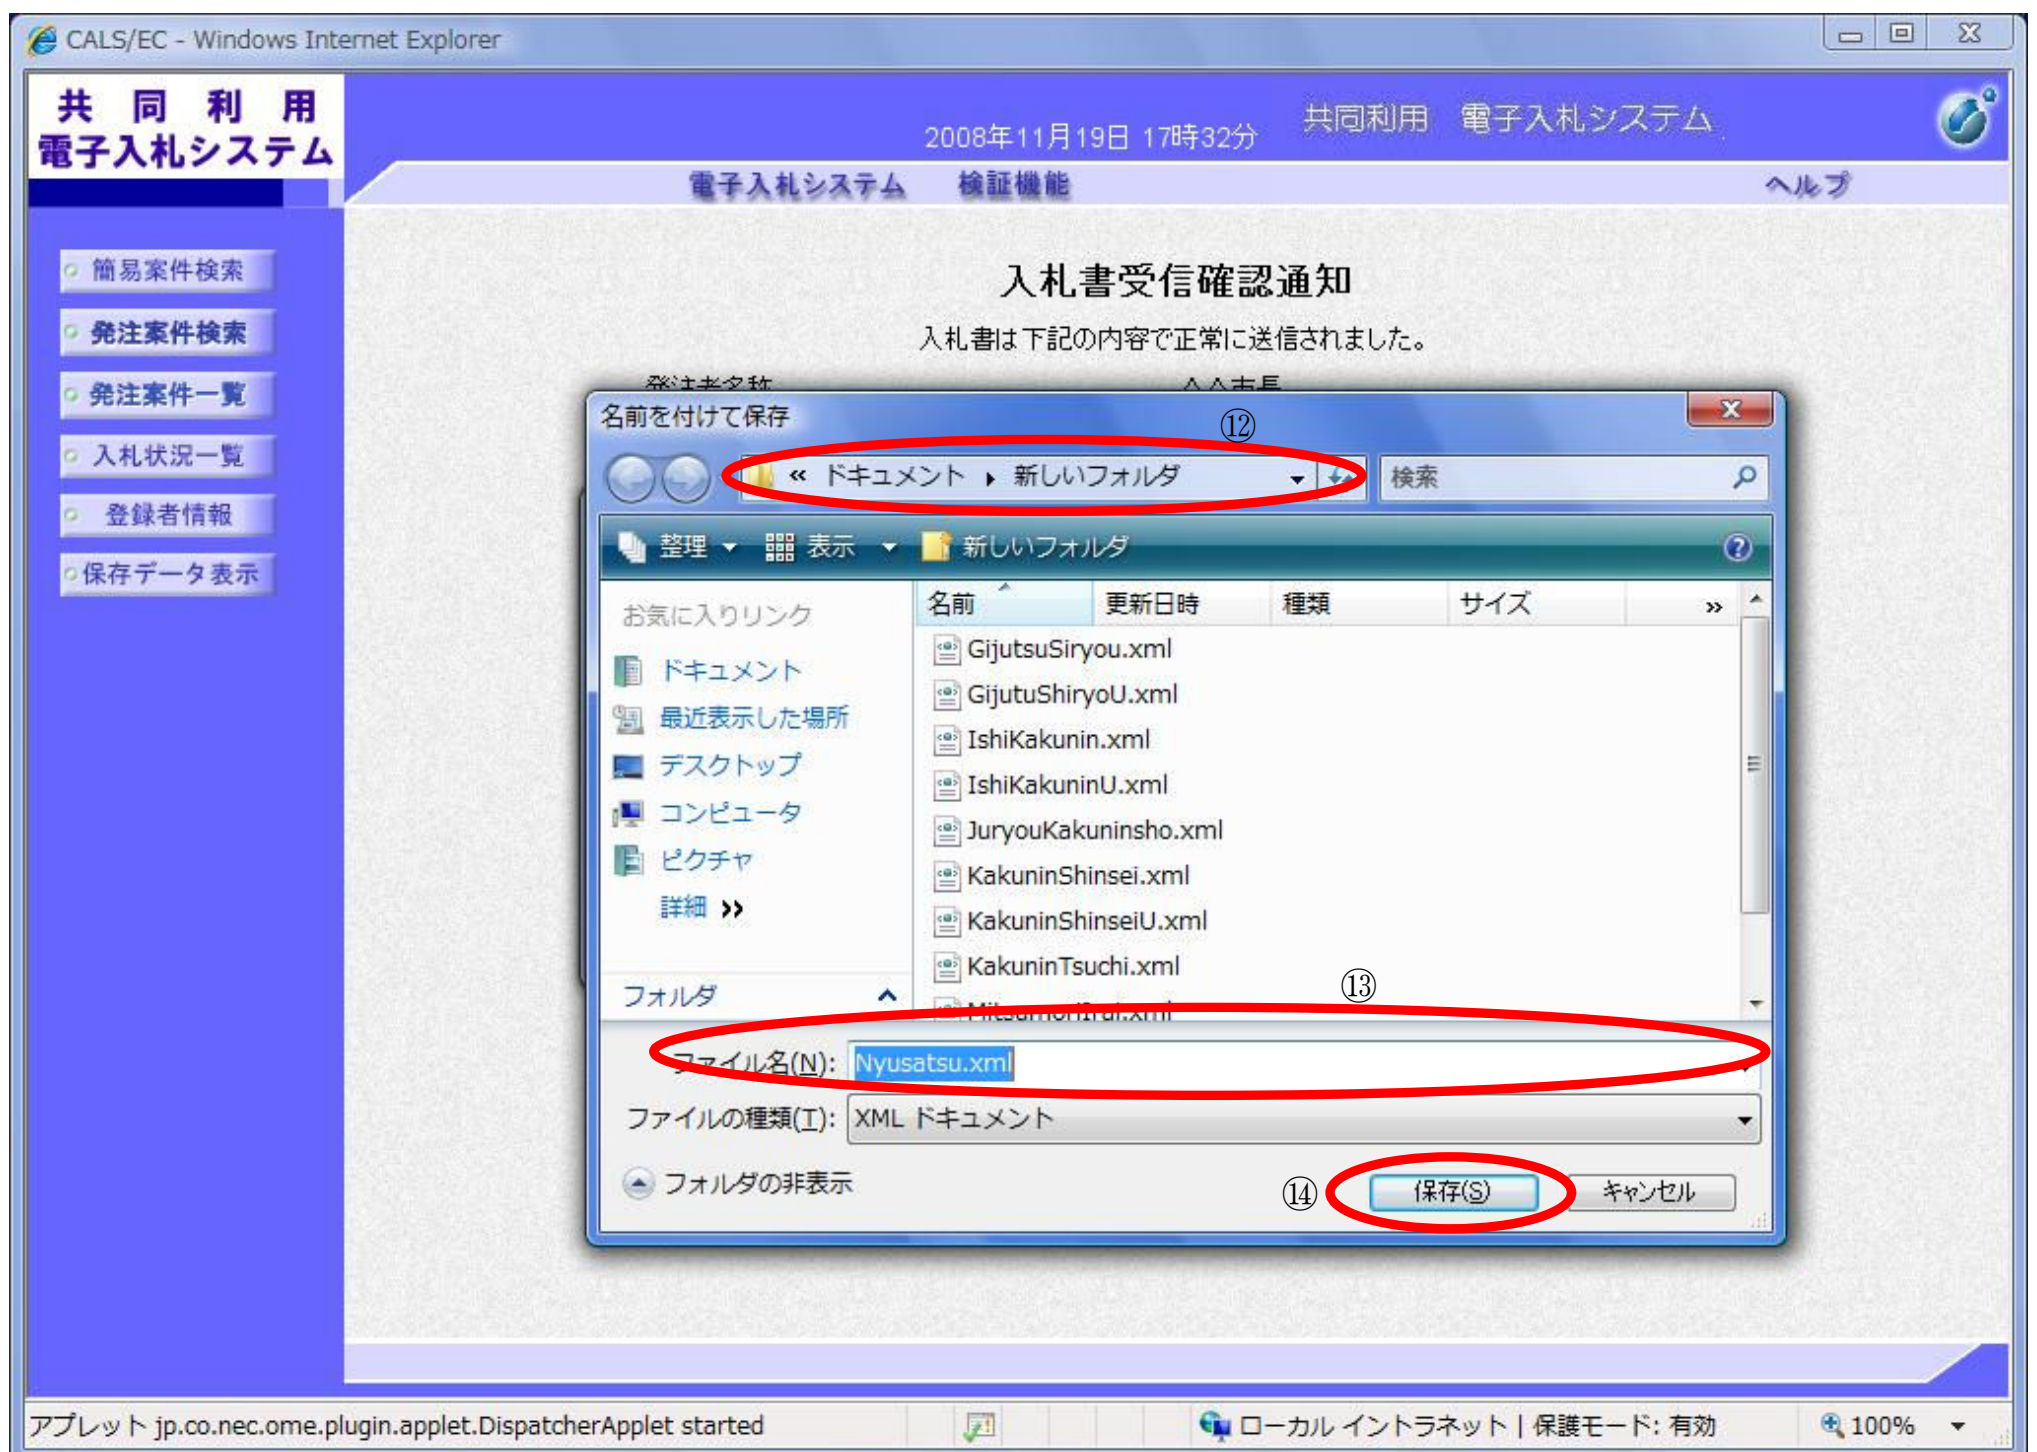 CALS/EC - Windows Internet Explorer
共 同 利 用
電子入札システム
2008年11月19日 17時32分
共同利用 電子入札システム
電子入札システム 検証機能 ヘルプ
簡易案件検索
発注案件検索
発注案件一覧
入札状況一覧
登録者情報
保存データ表示
入札書受信確認通知
入札書は下記の内容で正常に送信されました。
発注者名称
名前を付けて保存
⑫
« ドキュメント ▸ 新しいフォルダ
検索
整理 表示 新しいフォルダ
お気に入りリンク
ドキュメント
最近表示した場所
デスクトップ
コンピュータ
ピクチャ
詳細 »
フォルダ
名前 更新日時 種類 サイズ »
GijutsuSiryou.xml
GijutuShiryoU.xml
IshiKakunin.xml
IshiKakuninU.xml
JuryouKakuninsho.xml
KakuninShinsei.xml
KakuninShinseiU.xml
KakuninTsuchi.xml
⑬
ファイル名(N): Nyusatsu.xml
ファイルの種類(T): XML ドキュメント
フォルダの非表示
⑭
保存(S) キャンセル
アプレット jp.co.nec.ome.plugin.applet.DispatcherApplet started
ローカル イントラネット | 保護モード: 有効
100%